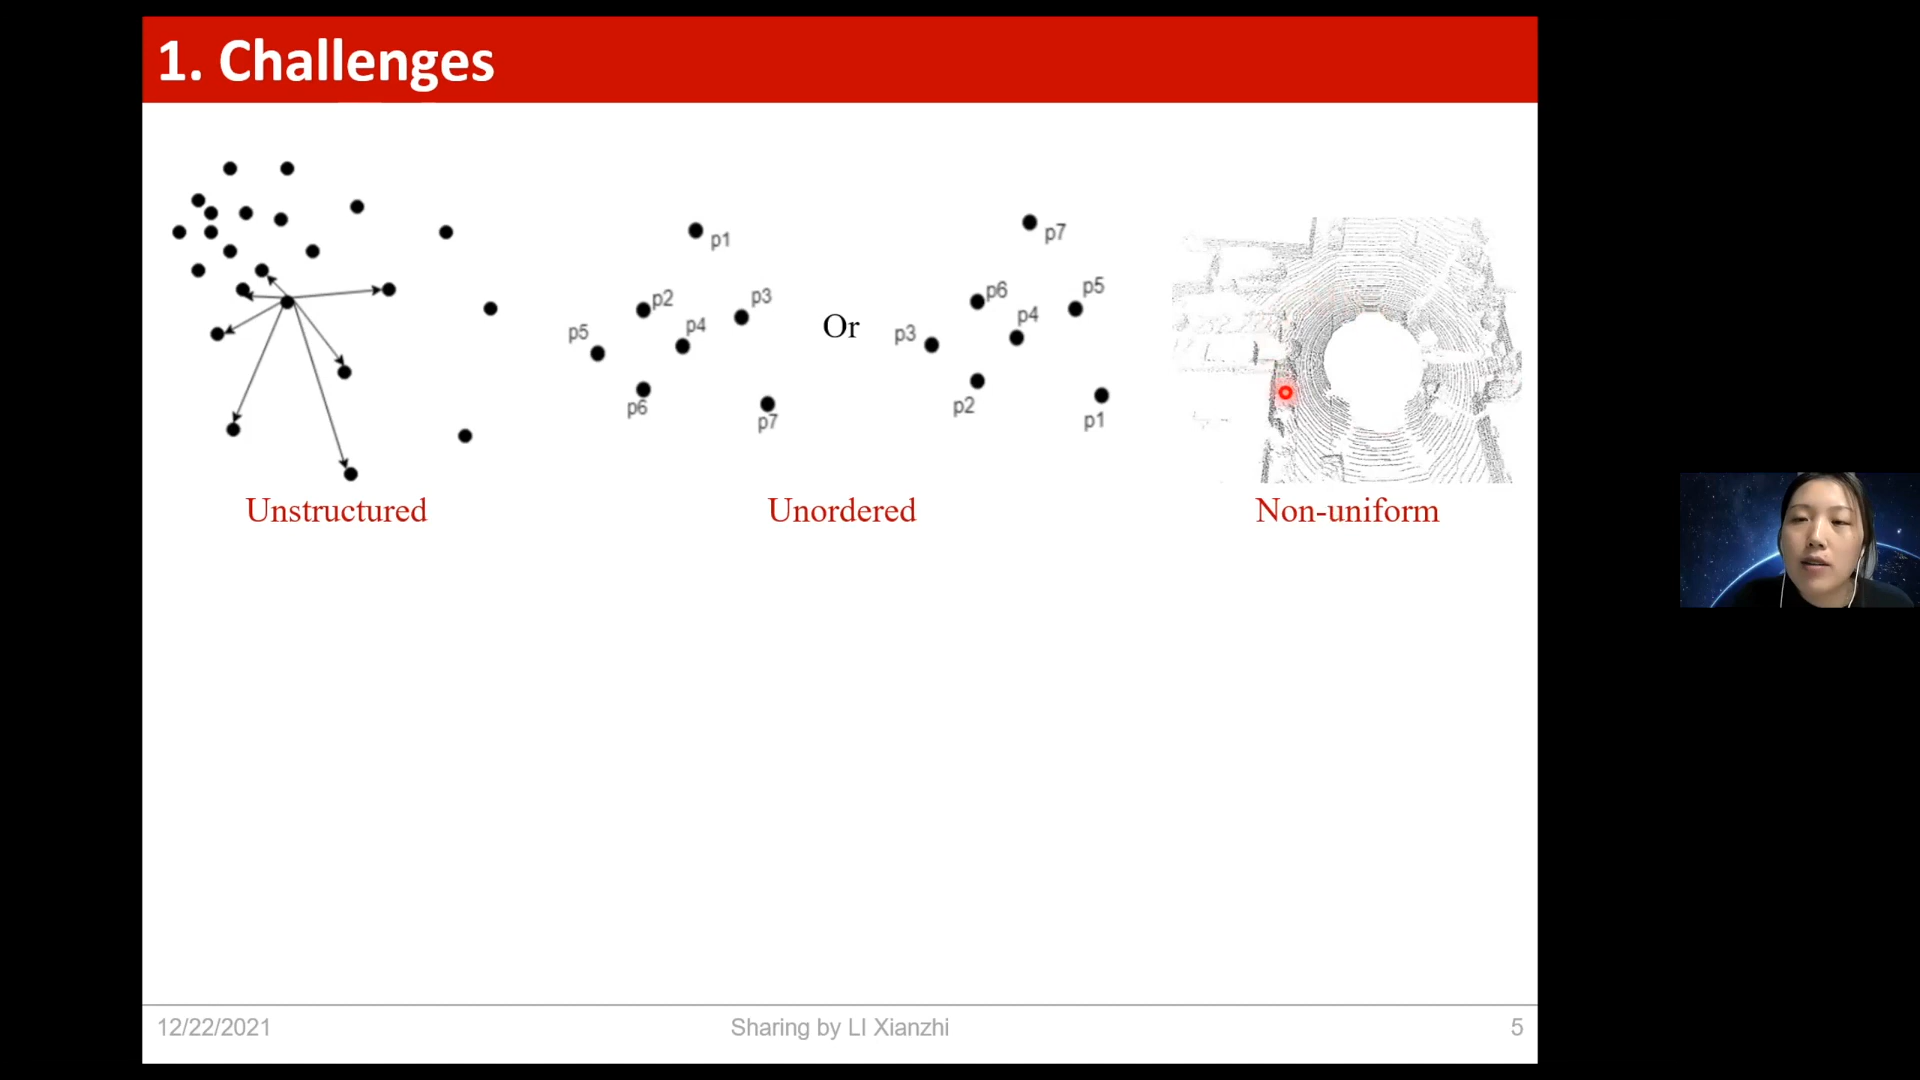 1. Challenges
p1
p2
p3
p4
p5
p6
p7
Or
p7
p6
p5
p4
p3
p2
p1
Unstructured
Unordered
Non-uniform
12/22/2021
Sharing by LI Xianzhi
5